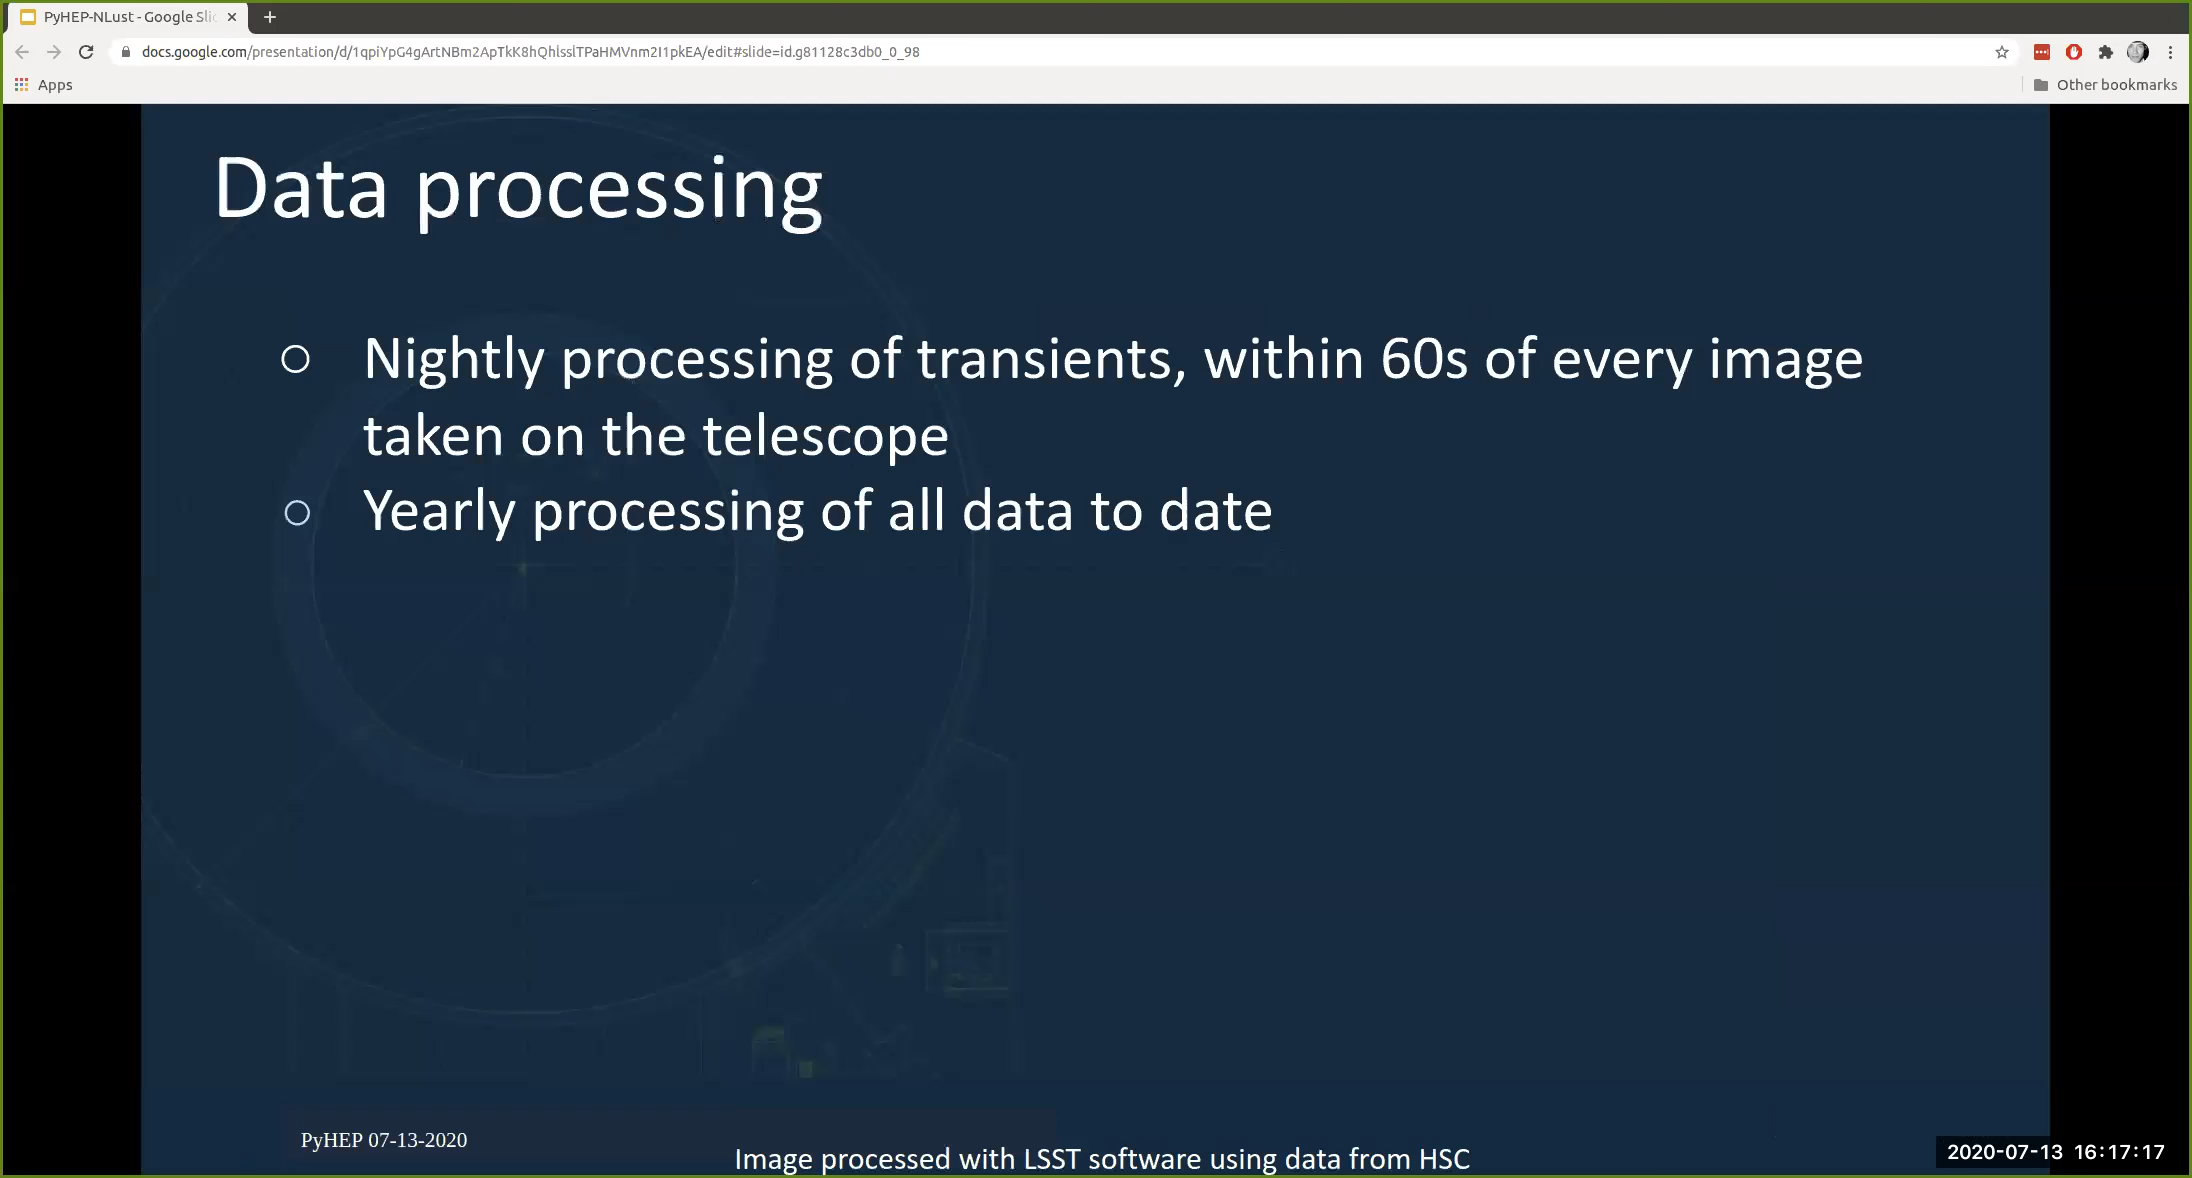 PyHEP-NLust - Google Slic
docs.google.com/presentation/d/1qpiYpG4gArtNBm2ApTkK8hQhlsslTPaHMVnm2I1pkEA/edit#slide=id.g81128c3db0_0_98
Apps
Other bookmarks
Data processing
Nightly processing of transients, within 60s of every image
taken on the telescope
Yearly processing of all data to date
PyHEP 07-13-2020
Image processed with LSST software using data from HSC
2020-07-13 16:17:17